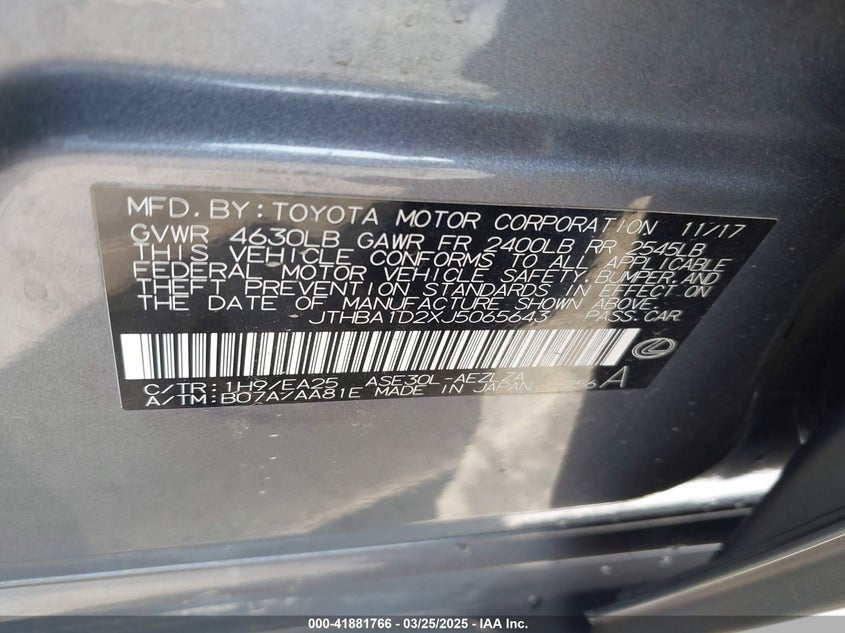 MFD. BY: TOYOTA MOTOR CORPORATION 11/17
GVWR 4630LB GAWR FR 2400LB RR 2545LB
THIS VEHICLE CONFORMS TO ALL APPLICABLE
FEDERAL MOTOR VEHICLE SAFETY, BUMPER, AND
THEFT PREVENTION STANDARDS IN EFFECT ON
THE DATE OF MANUFACTURE SHOWN ABOVE.
JTHBA1D2XJ5065643 PASS. CAR
C/TR: 1H9/EA25 ASE30L-AEZLZA
A/TM: B07A/AA81E MADE IN JAPAN A
000-41881766 / 03/25/2025 / IAA Inc.